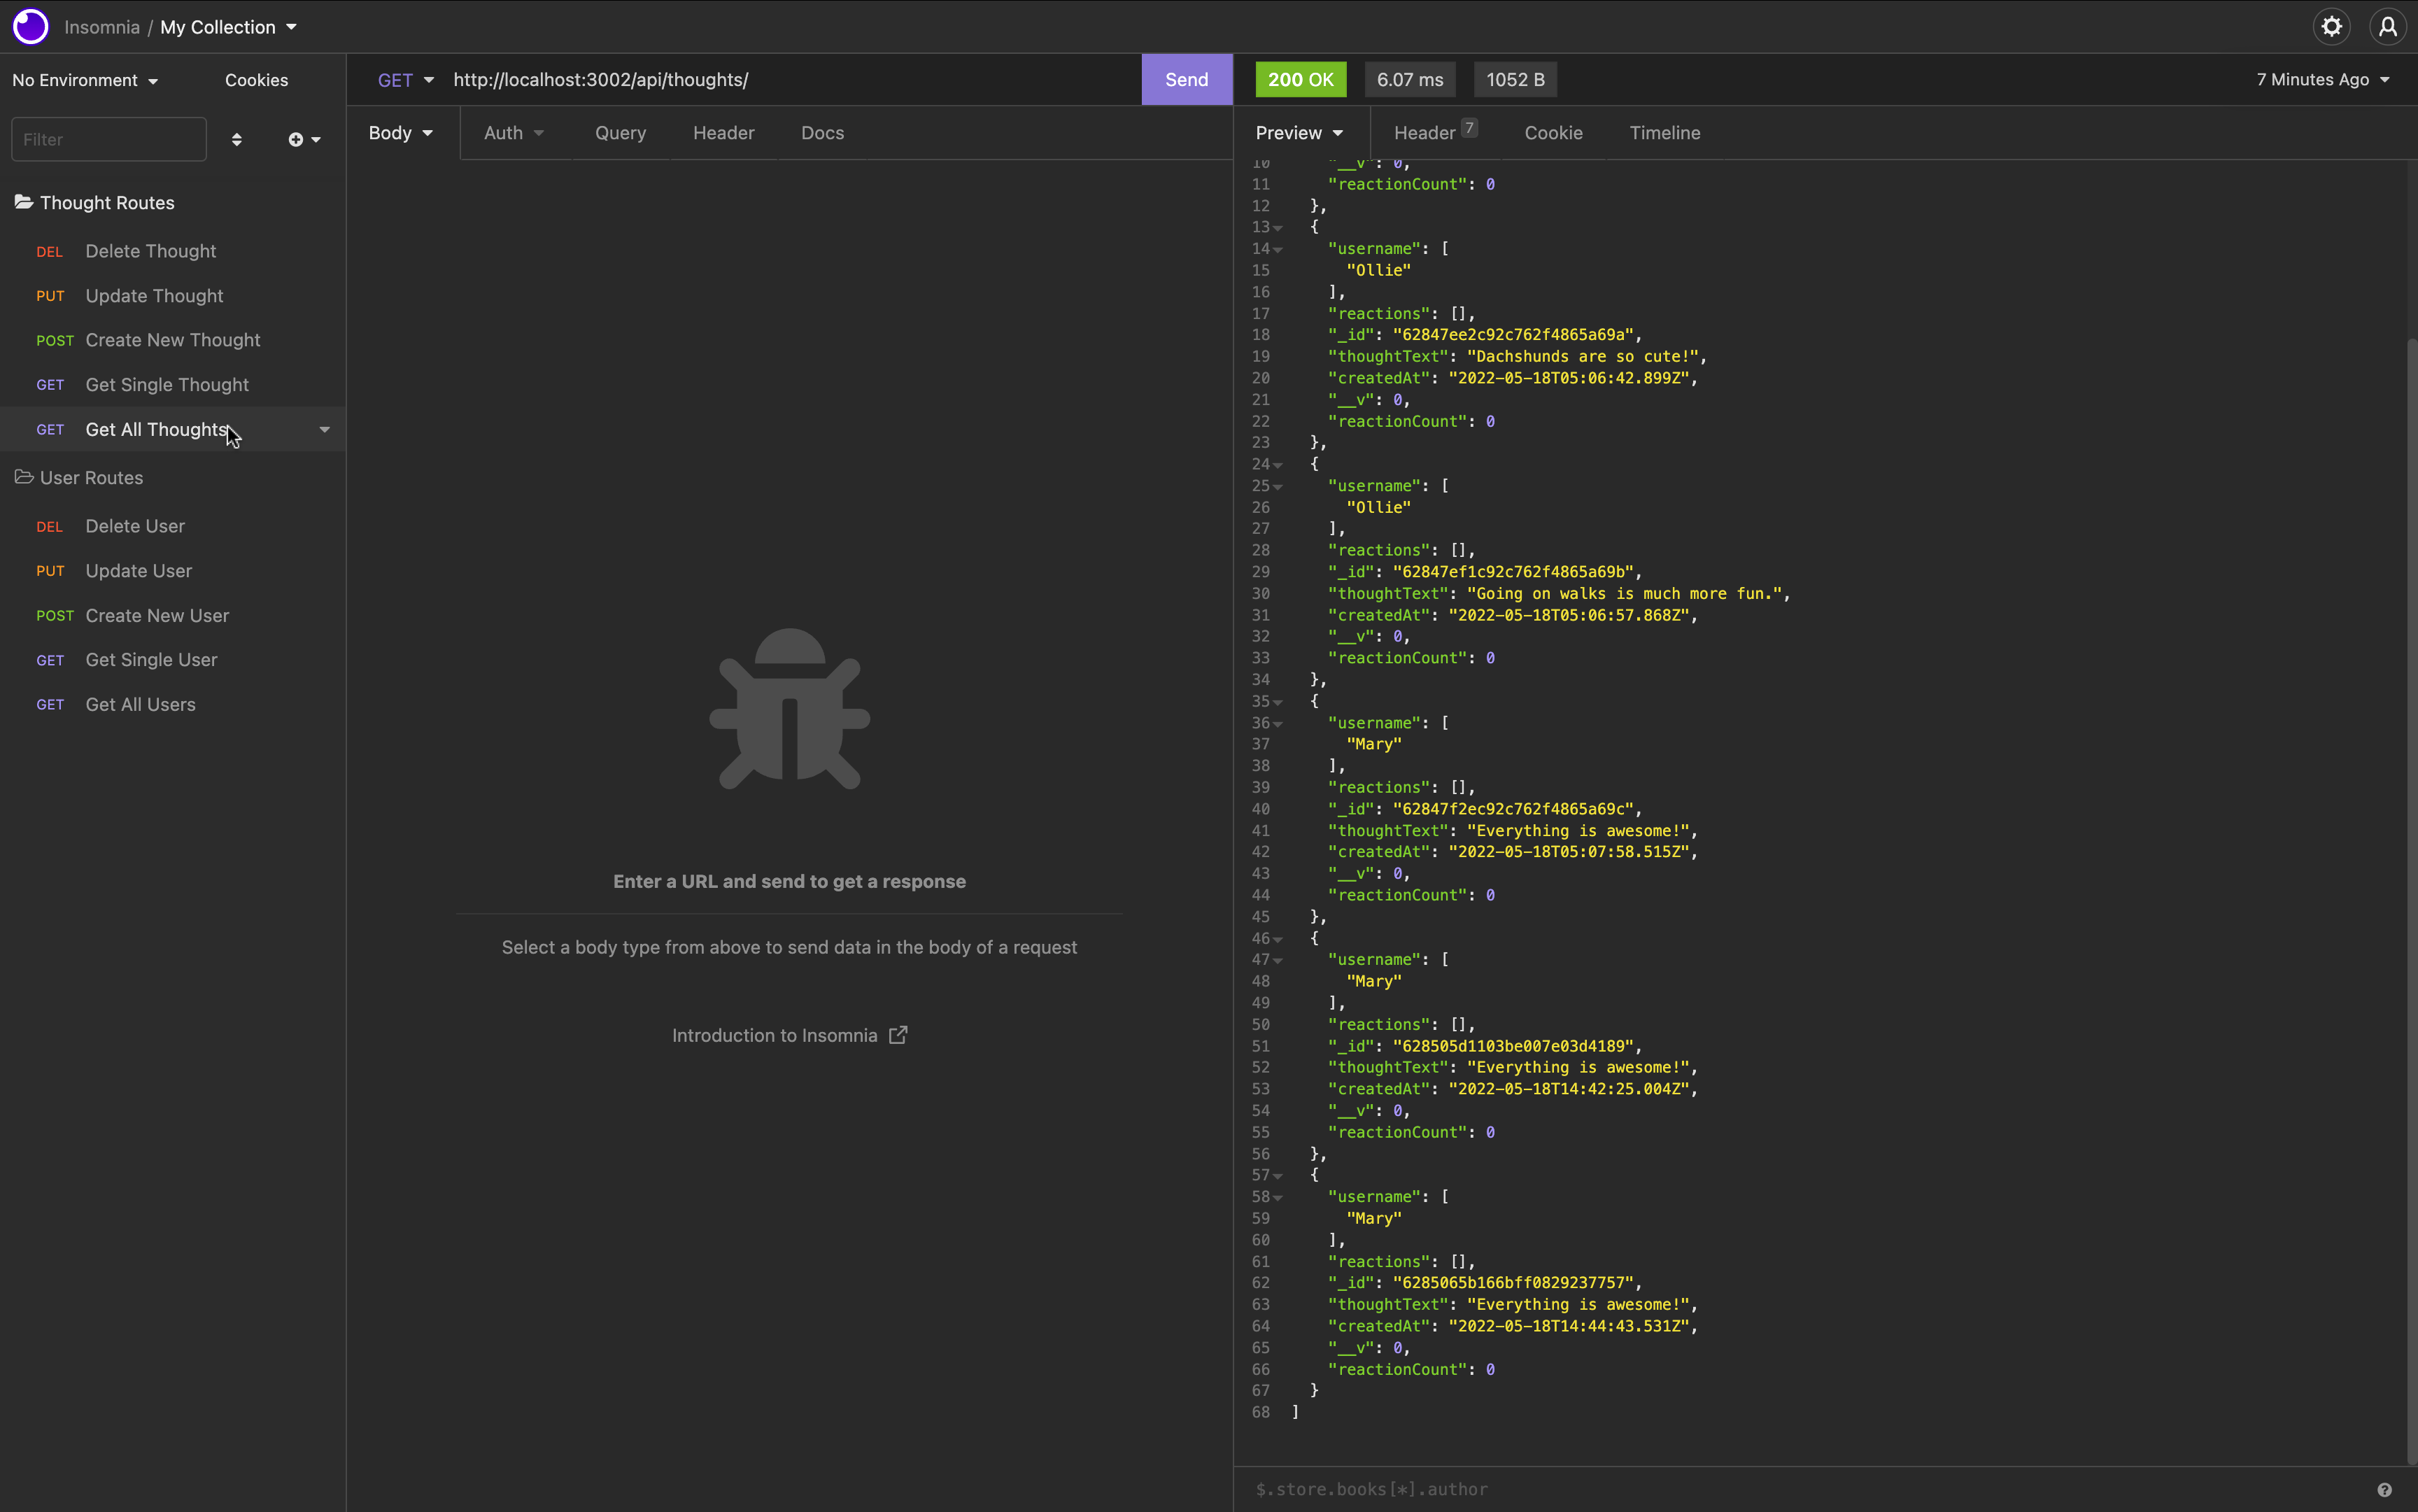 Insomnia / My Collection
No Environment
Cookies
Filter
Thought Routes
DEL Delete Thought
PUT Update Thought
POST Create New Thought
GET Get Single Thought
GET Get All Thoughts
User Routes
DEL Delete User
PUT Update User
POST Create New User
GET Get Single User
GET Get All Users
GET http://localhost:3002/api/thoughts/ Send
Body Auth Query Header Docs
Enter a URL and send to get a response
Select a body type from above to send data in the body of a request
Introduction to Insomnia
200 OK 6.07 ms 1052 B 7 Minutes Ago
Preview Header 7 Cookie Timeline
10 "__v": 0,
11 "reactionCount": 0
12 },
13 {
14 "username": [
15 "Ollie"
16 ],
17 "reactions": [],
18 "_id": "62847ee2c92c762f4865a69a",
19 "thoughtText": "Dachshunds are so cute!",
20 "createdAt": "2022-05-18T05:06:42.899Z",
21 "__v": 0,
22 "reactionCount": 0
23 },
24 {
25 "username": [
26 "Ollie"
27 ],
28 "reactions": [],
29 "_id": "62847ef1c92c762f4865a69b",
30 "thoughtText": "Going on walks is much more fun.",
31 "createdAt": "2022-05-18T05:06:57.868Z",
32 "__v": 0,
33 "reactionCount": 0
34 },
35 {
36 "username": [
37 "Mary"
38 ],
39 "reactions": [],
40 "_id": "62847f2ec92c762f4865a69c",
41 "thoughtText": "Everything is awesome!",
42 "createdAt": "2022-05-18T05:07:58.515Z",
43 "__v": 0,
44 "reactionCount": 0
45 },
46 {
47 "username": [
48 "Mary"
49 ],
50 "reactions": [],
51 "_id": "628505d1103be007e03d4189",
52 "thoughtText": "Everything is awesome!",
53 "createdAt": "2022-05-18T14:42:25.004Z",
54 "__v": 0,
55 "reactionCount": 0
56 },
57 {
58 "username": [
59 "Mary"
60 ],
61 "reactions": [],
62 "_id": "6285065b166bff0829237757",
63 "thoughtText": "Everything is awesome!",
64 "createdAt": "2022-05-18T14:44:43.531Z",
65 "__v": 0,
66 "reactionCount": 0
67 }
68 ]
$.store.books[*].author